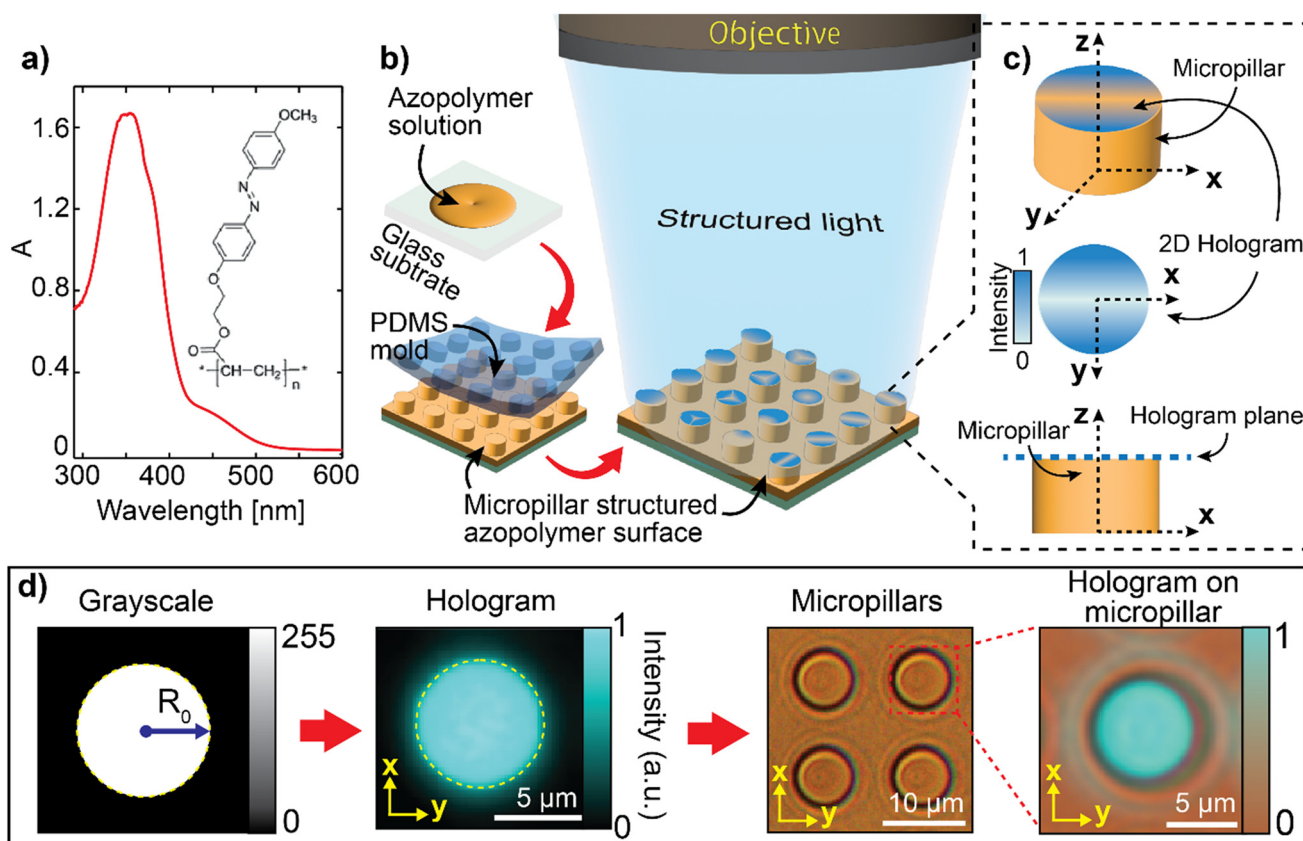 a)
1.6
1.2
0.8
0.4
0
A
300
400
500
600
Wavelength [nm]
OCH3
N
N
O
O
O
* CH—CH2 *
n
b)
Objective
Azopolymer
solution
Glass
subtrate
PDMS
mold
Structured light
Micropillar structured
azopolymer surface
c)
z
Micropillar
x
y
2D Hologram
1
Intensity
0
x
y
z
Hologram plane
Micropillar
x
d)
Grayscale
255
R0
0
Hologram
1
Intensity (a.u.)
x
y
5 μm
0
Micropillars
x
y
10 μm
Hologram on
micropillar
1
x
y
5 μm
0